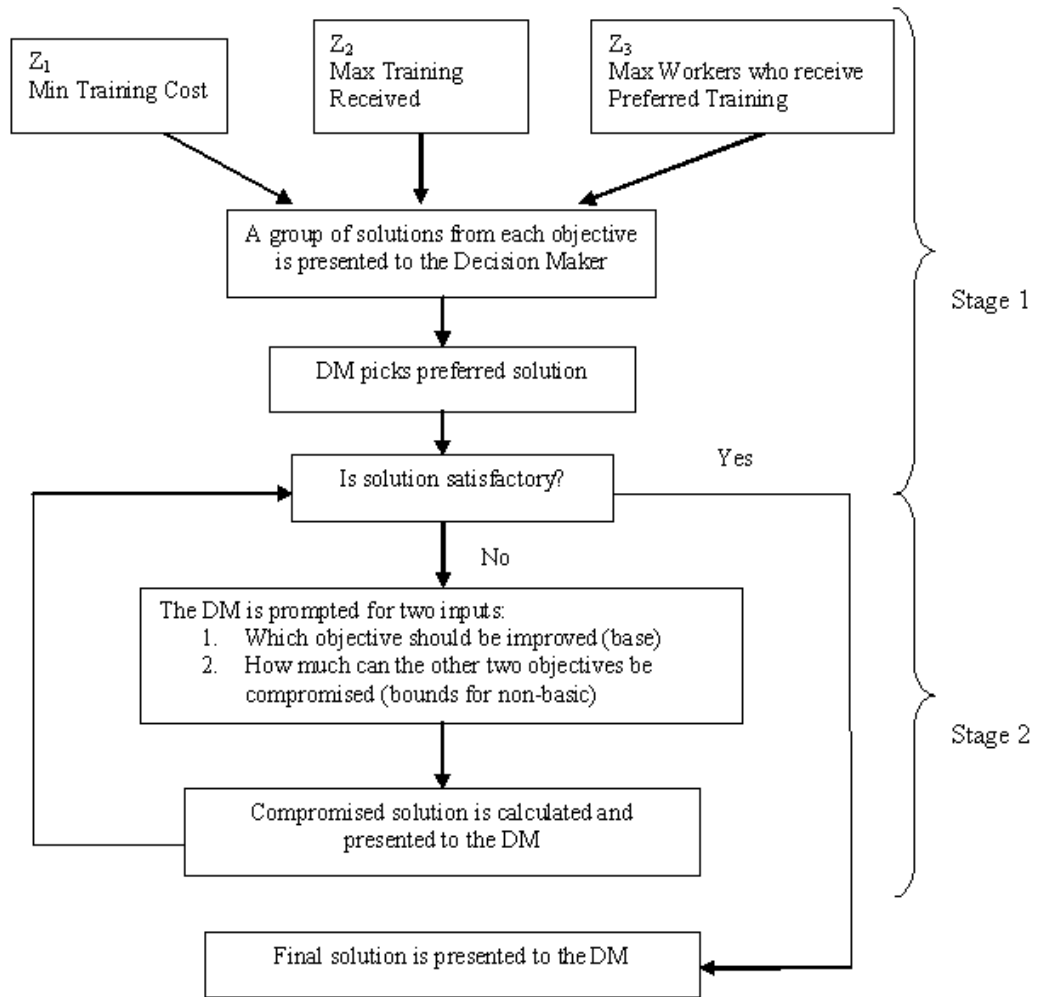 Z₁
Min Training Cost
Z₂
Max Training
Received
Z₃
Max Workers who receive
Preferred Training
A group of solutions from each objective
is presented to the Decision Maker
Stage 1
DM picks preferred solution
Yes
Is solution satisfactory?
No
The DM is prompted for two inputs:
1. Which objective should be improved (base)
2. How much can the other two objectives be
compromised (bounds for non-basic)
Stage 2
Compromised solution is calculated and
presented to the DM
Final solution is presented to the DM